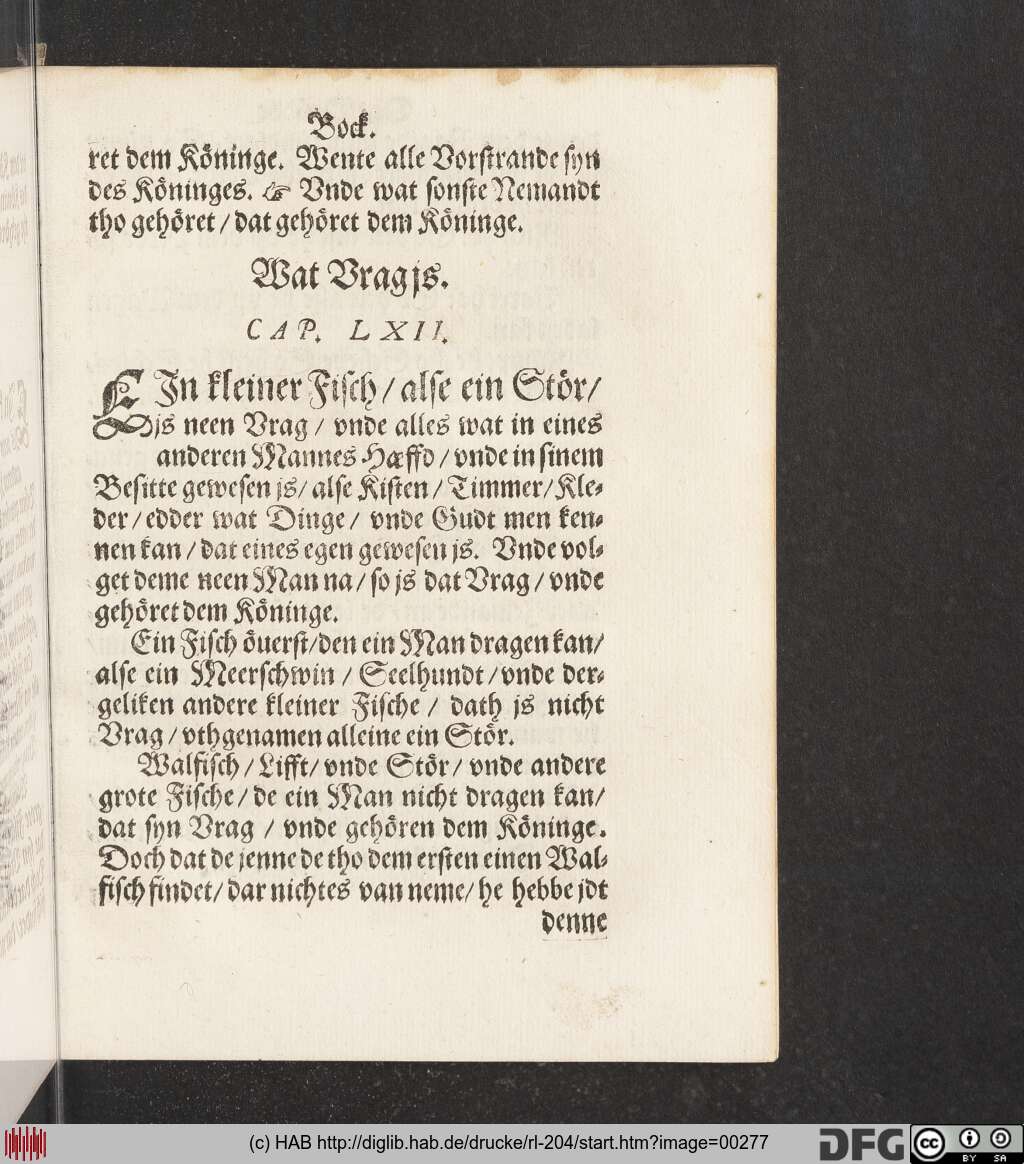 Bock.
ret dem Köninge. Wente alle Vorstrande syn
des Köninges. ☞ Vnde wat sonste Nemandt
tho gehöret / dat gehöret dem Köninge.
Wat Vrag js.
CAP. LXII.
EIn kleiner Fisch / alse ein Stör /
js neen Vrag / vnde alles wat in eines
anderen Mannes Hæffd / vnde in sinem
Besitte gewesen js / alse Kisten / Timmer / Kle-
der / edder wat Dinge / vnde Gudt men ken-
nen kan / dat eines egen gewesen js. Vnde vol-
get deme neen Man na / so js dat Vrag / vnde
gehöret dem Köninge.
Ein Fisch öuerst / den ein Man dragen kan /
alse ein Meerschwin / Seelhundt / vnde der-
geliken andere kleiner Fische / dath js nicht
Vrag / vthgenamen alleine ein Stör.
Walfisch / Lifft / vnde Stör / vnde andere
grote Fische / de ein Man nicht dragen kan /
dat syn Vrag / vnde gehören dem Köninge.
Doch dat de jenne de tho dem ersten einen Wal-
fisch findet / dar nichtes van neme / he hebbe jdt
denne
(c) HAB http://diglib.hab.de/drucke/rl-204/start.htm?image=00277
DFG cc BY SA